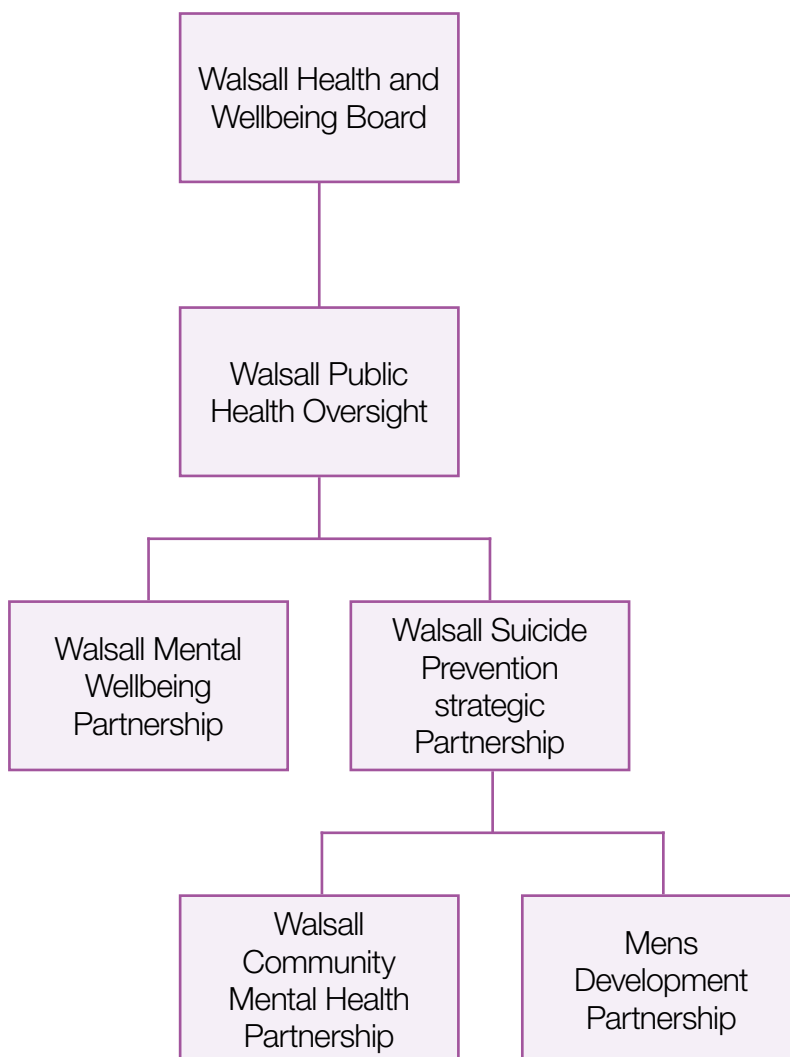 Walsall Health and
Wellbeing Board
Walsall Public
Health Oversight
Walsall Mental
Wellbeing
Partnership
Walsall Suicide
Prevention
strategic
Partnership
Walsall
Community
Mental Health
Partnership
Mens
Development
Partnership